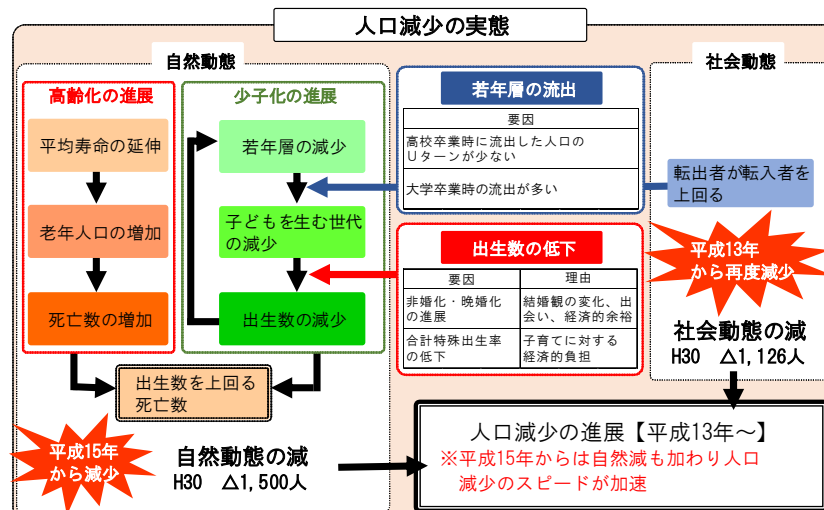 人口減少の実態
自然動態
高齢化の進展
平均寿命の延伸
老年人口の増加
死亡数の増加
少子化の進展
若年層の減少
子どもを生む世代
の減少
出生数の減少
出生数を上回る
死亡数
平成15年
から減少
自然動態の減
H30 △1,500人
若年層の流出
要因
高校卒業時に流出した人口の
Uターンが少ない
大学卒業時の流出が多い
出生数の低下
要因
理由
非婚化・晩婚化
の進展
結婚観の変化、出
会い、経済的余裕
合計特殊出生率
の低下
子育てに対する
経済的負担
社会動態
転出者が転入者を
上回る
平成13年
から再度減少
社会動態の減
H30 △1,126人
人口減少の進展【平成13年～】
※平成15年からは自然減も加わり人口
減少のスピードが加速